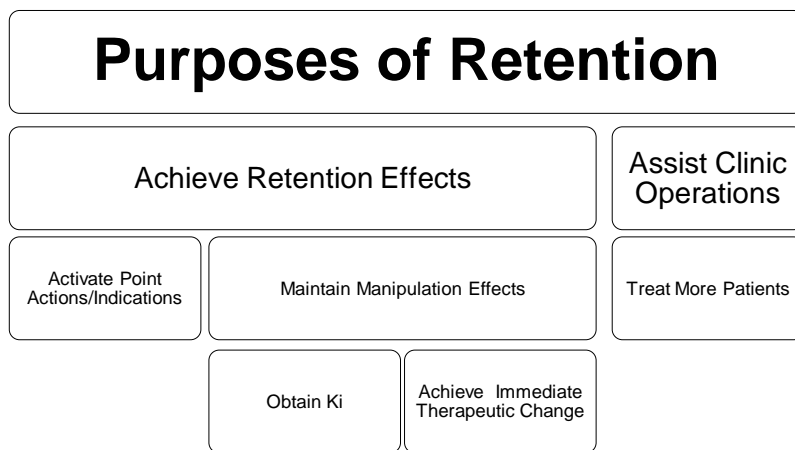 Purposes of Retention
Achieve Retention Effects
Assist Clinic
Operations
Activate Point
Actions/Indications
Maintain Manipulation Effects
Treat More Patients
Obtain Ki
Achieve Immediate
Therapeutic Change